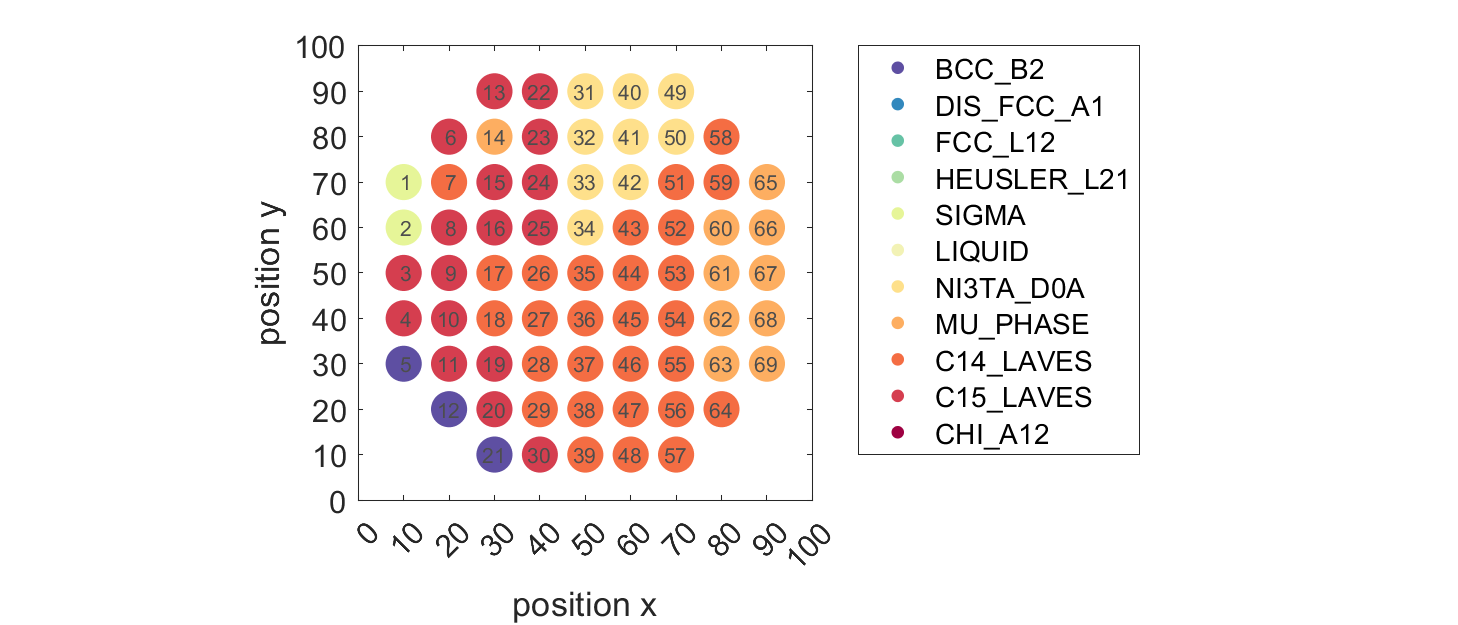 100
90
80
70
60
50
40
30
20
10
0
position y
13 22 31 40 49
6 14 23 32 41 50 58
1 7 15 24 33 42 51 59 65
2 8 16 25 34 43 52 60 66
3 9 17 26 35 44 53 61 67
4 10 18 27 36 45 54 62 68
5 11 19 28 37 46 55 63 69
12 20 29 38 47 56 64
21 30 39 48 57
0 10 20 30 40 50 60 70 80 90 100
position x
BCC_B2
DIS_FCC_A1
FCC_L12
HEUSLER_L21
SIGMA
LIQUID
NI3TA_D0A
MU_PHASE
C14_LAVES
C15_LAVES
CHI_A12